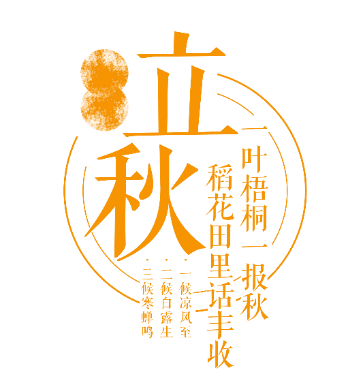 立秋
一叶梧桐一报秋
稻花田里话丰收
·一候凉风至
·二候白露生
·三候寒蝉鸣